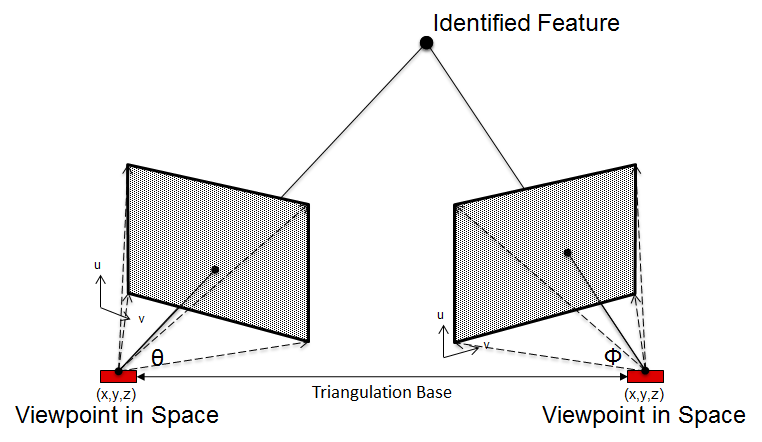 Identified Feature
u
v
u
v
θ
Φ
(x,y,z)
Triangulation Base
(x,y,z)
Viewpoint in Space
Viewpoint in Space